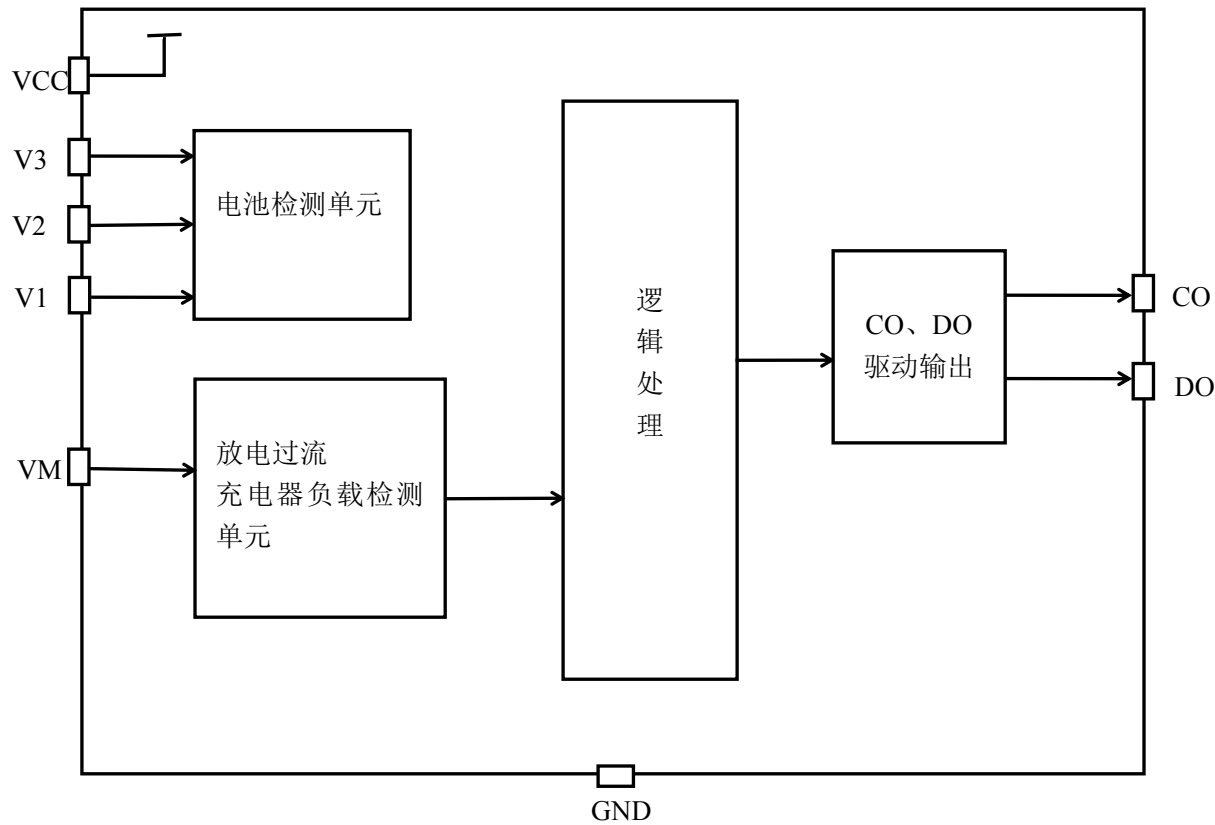 VCC
V3
V2
V1
VM
电池检测单元
放电过流
充电器负载检测
单元
逻
辑
处
理
CO、DO
驱动输出
CO
DO
GND